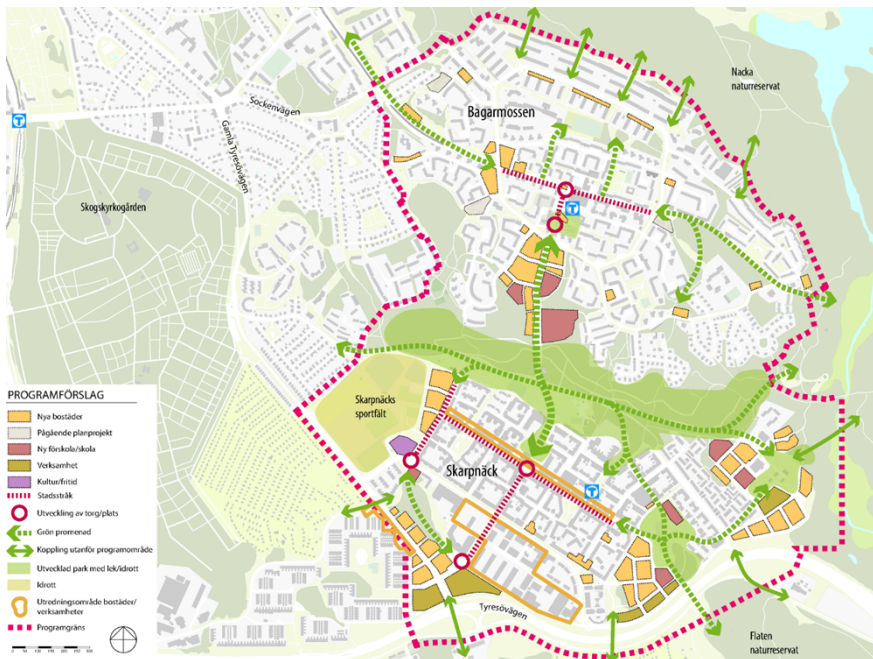 Nacka
naturreservat
Bagarmossen
Sockenvägen
Gamla Tyresövägen
Skogskyrkogården
T
T
Skarpnäcks
sportfält
Skarpnäck
T
Tyresövägen
Flaten
naturreservat
PROGRAMFÖRSLAG
Nya bostäder
Pågående planprojekt
Ny förskola/skola
Verksamhet
Kultur/fritid
Stadsstråk
Utveckling av torg/plats
Grön promenad
Koppling utanför programområde
Utvecklad park med lek/idrott
Idrott
Utredningsområde bostäder/
verksamheter
Programgräns